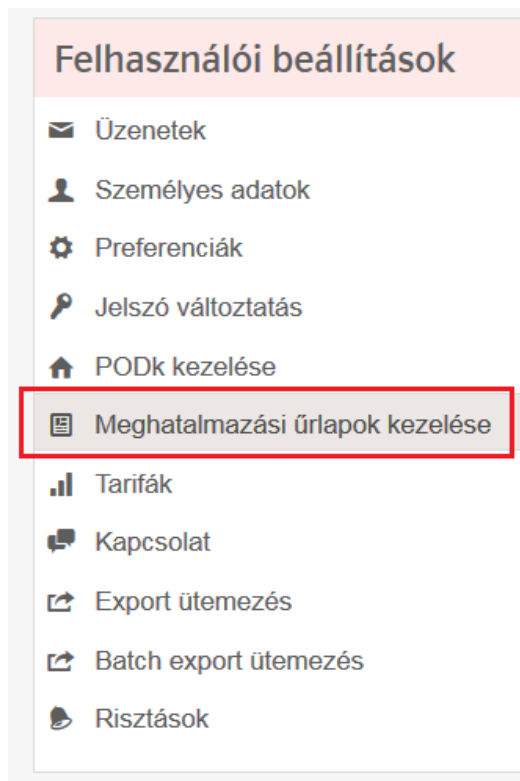 Felhasználói beállítások
Üzenetek
Személyes adatok
Preferenciák
Jelszó változtatás
PODk kezelése
Meghatalmazási űrlapok kezelése
Tarifák
Kapcsolat
Export ütemezés
Batch export ütemezés
Risztások